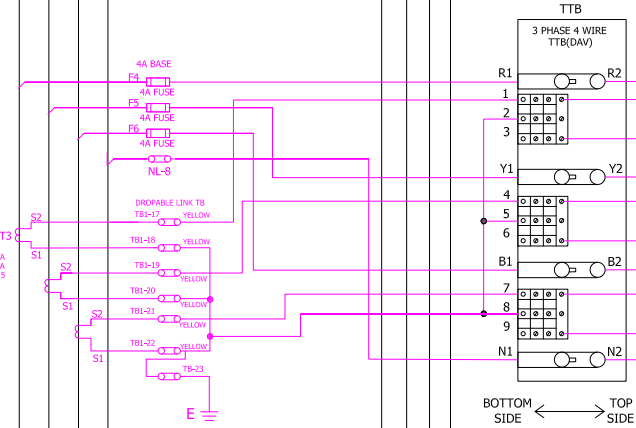 TTB
3 PHASE 4 WIRE
TTB(DAV)
4A BASE
F4
R1
R2
4A FUSE
1
F5
2
4A FUSE
F6
3
4A FUSE
NL-8
Y1
Y2
DROPABLE LINK TB
4
S2
TB1-17
YELLOW
5
T3
TB1-18
YELLOW
6
S1
A
A
5
S2
TB1-19
B1
B2
YELLOW
TB1-20
7
S1
YELLOW
S2
TB1-21
8
YELLOW
9
TB1-22
YELLOW
S1
N1
N2
TB-23
E
BOTTOM
SIDE
TOP
SIDE